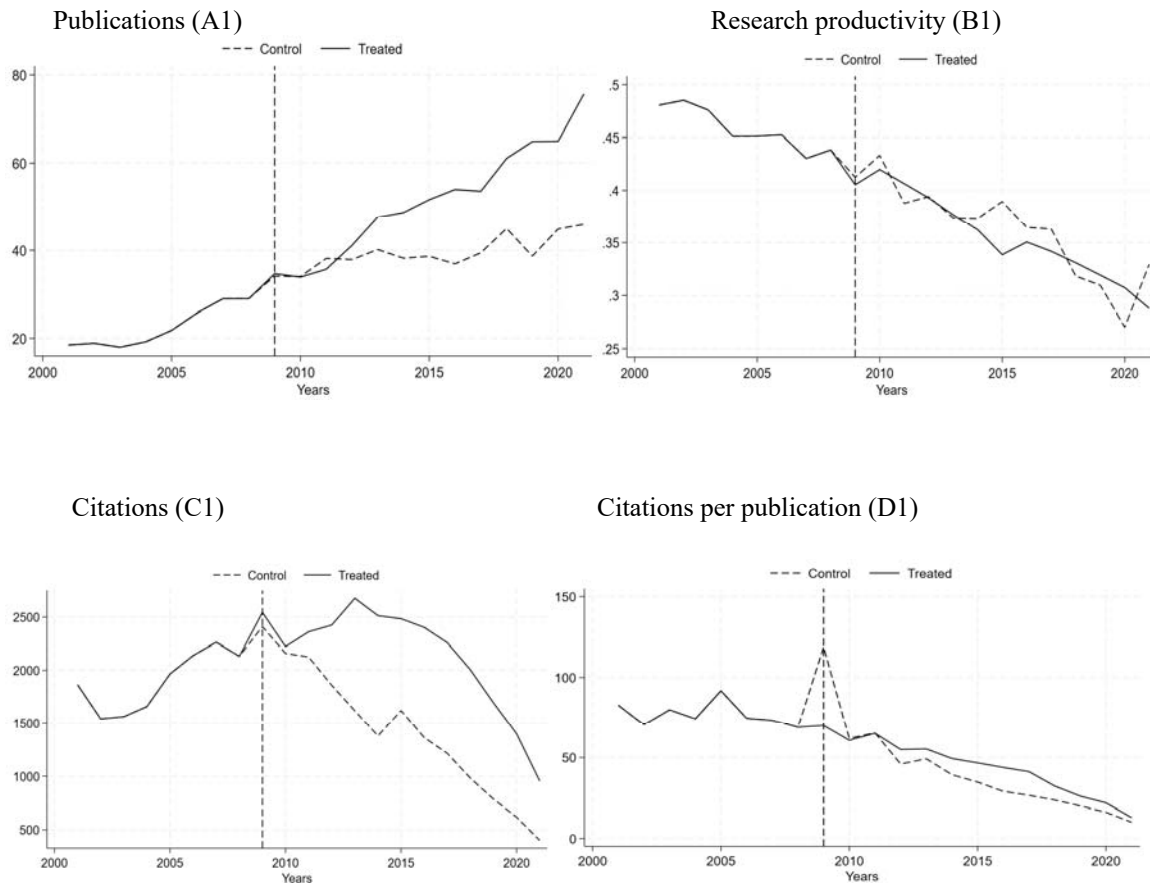 Publications (A1)
Research productivity (B1)
Control Treated
80
60
40
20
2000 2005 2010 2015 2020
Years
Control Treated
.5
.45
.4
.35
.3
.25
2000 2005 2010 2015 2020
Years
Citations (C1)
Citations per publication (D1)
Control Treated
2500
2000
1500
1000
500
2000 2005 2010 2015 2020
Years
Control Treated
150
100
50
0
2000 2005 2010 2015 2020
Years